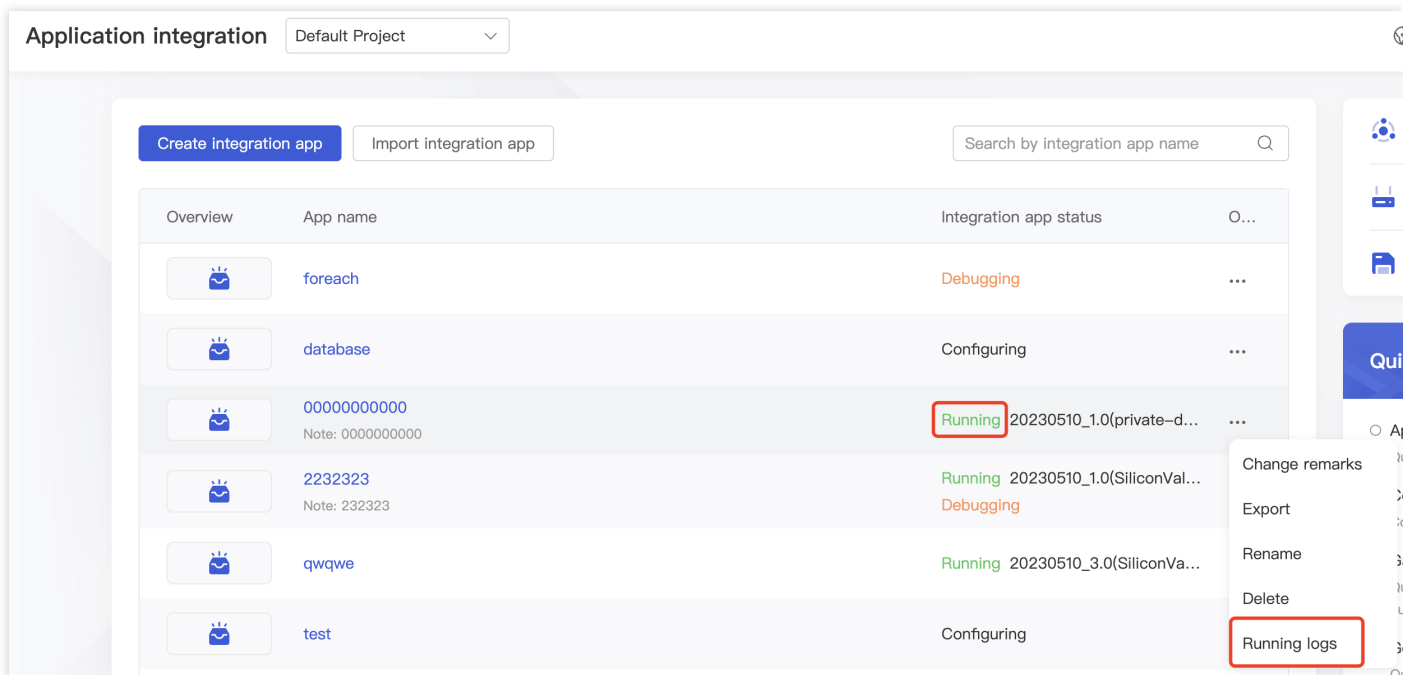 Application integration
Default Project
Create integration app
Import integration app
Search by integration app name
Overview
App name
Integration app status
O...
foreach
Debugging
database
Configuring
00000000000
Note: 0000000000
Running 20230510_1.0(private-d...
2232323
Note: 232323
Running 20230510_1.0(SiliconVal...
Debugging
qwqwe
Running 20230510_3.0(SiliconVa...
test
Configuring
Change remarks
Export
Rename
Delete
Running logs
Qui